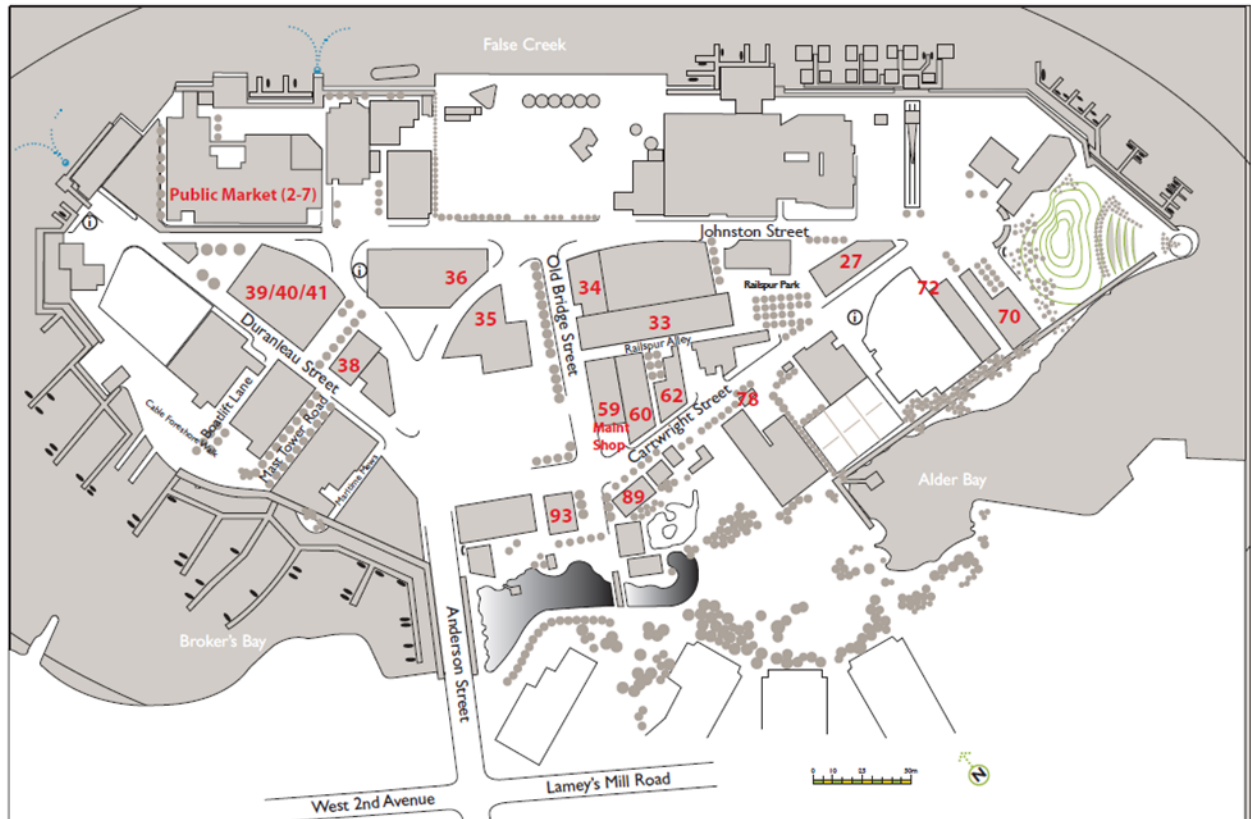 False Creek
Public Market (2-7)
i
Johnston Street
27
36
i
39/40/41
34
Old Bridge Street
Railspur Park
72
35
33
i
70
Duranleau Street
38
Railspur Alley
Boatlift Lane
Cable Foreshore Walk
Mast Tower Road
59
60
62
78
Maint
Shop
Cartwright Street
Maritime Mews
Alder Bay
89
93
Broker's Bay
Anderson Street
0 10 25 50m
N
Lamey's Mill Road
West 2nd Avenue